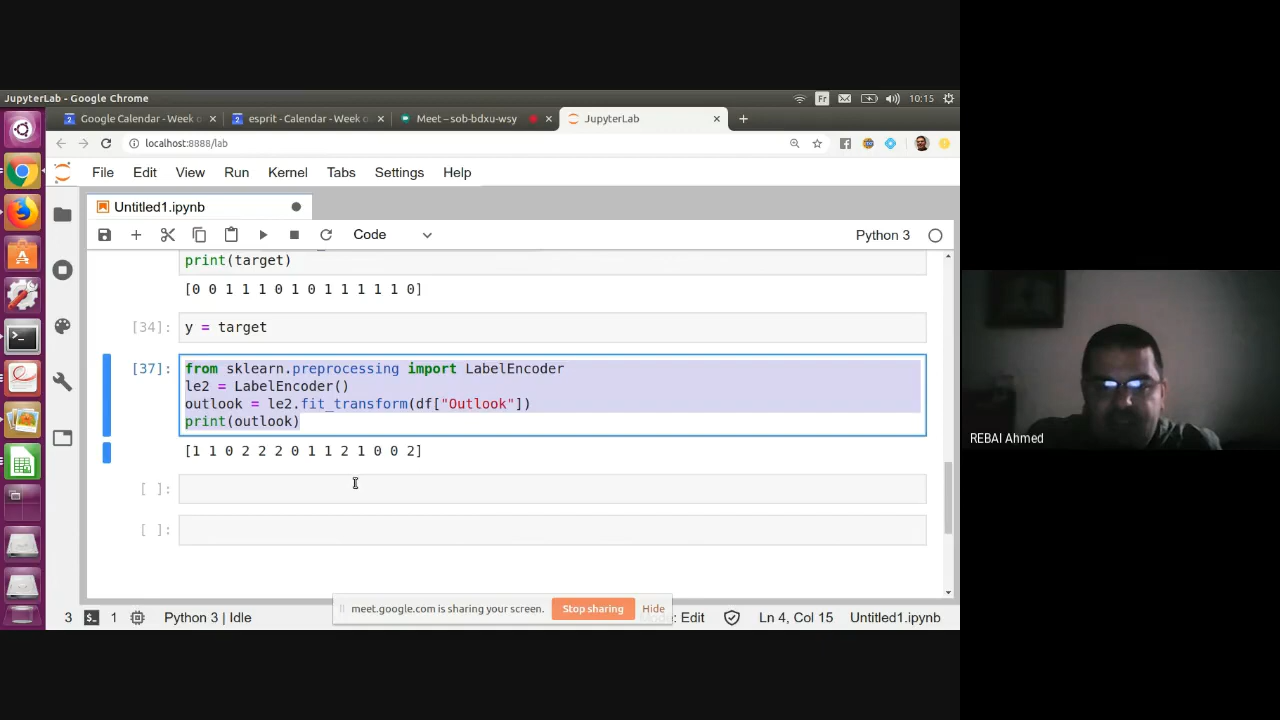 JupyterLab - Google Chrome
Fr
10:15
Google Calendar - Week o
esprit - Calendar - Week o
Meet – sob-bdxu-wsy
JupyterLab
localhost:8888/lab
File Edit View Run Kernel Tabs Settings Help
Untitled1.ipynb
Code
Python 3
print(target)
[0 0 1 1 1 0 1 0 1 1 1 1 1 0]
[34]: y = target
[37]: from sklearn.preprocessing import LabelEncoder
le2 = LabelEncoder()
outlook = le2.fit_transform(df["Outlook"])
print(outlook)
[1 1 0 2 2 2 0 1 1 2 1 0 0 2]
[ ]:
[ ]:
REBAI Ahmed
meet.google.com is sharing your screen. Stop sharing Hide
3 1 Python 3 | Idle : Edit Ln 4, Col 15 Untitled1.ipynb